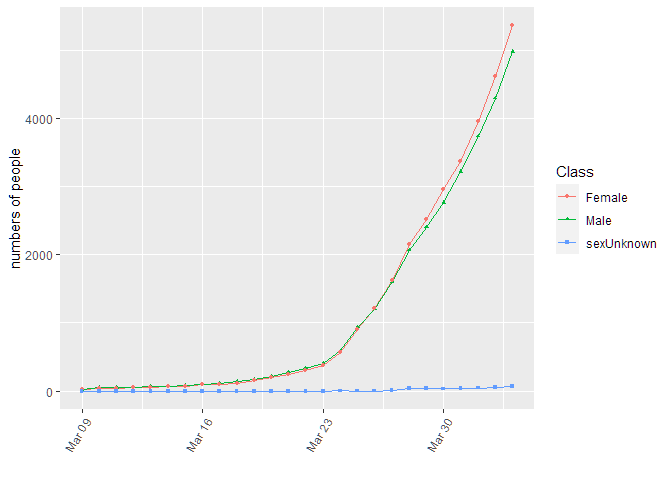 numbers of people
4000
2000
0
Mar 09
Mar 16
Mar 23
Mar 30
Class
Female
Male
sexUnknown